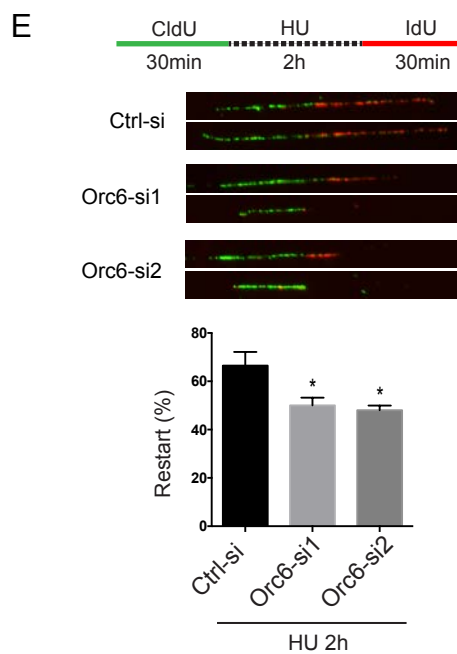 E
CldU HU IdU
30min 2h 30min
Ctrl-si
Orc6-si1
Orc6-si2
80
60
40
20
0
Restart (%)
* *
Ctrl-si Orc6-si1 Orc6-si2
HU 2h